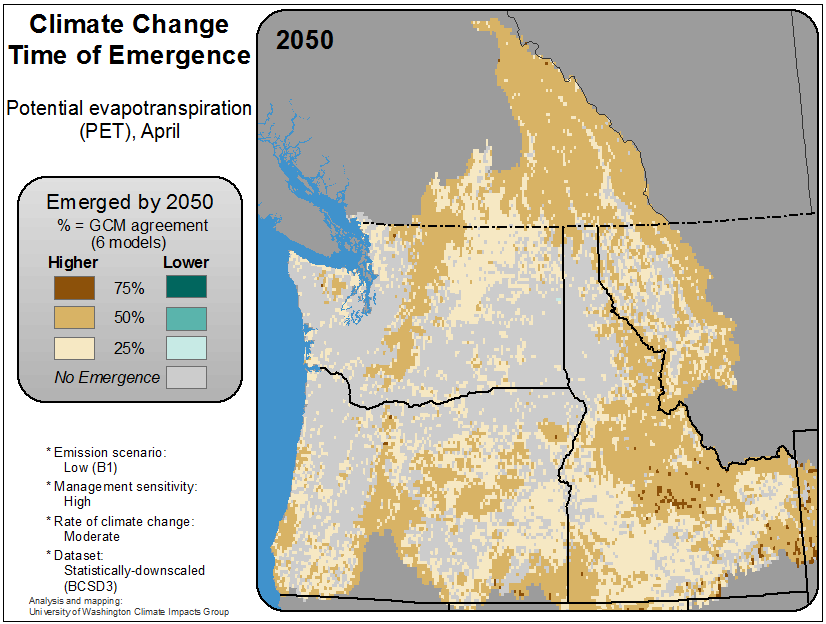 Climate Change
Time of Emergence
Potential evapotranspiration
(PET), April
Emerged by 2050
% = GCM agreement
(6 models)
Higher Lower
75%
50%
25%
No Emergence
* Emission scenario:
Low (B1)
* Management sensitivity:
High
* Rate of climate change:
Moderate
* Dataset:
Statistically-downscaled
(BCSD3)
Analysis and mapping:
University of Washington Climate Impacts Group
2050